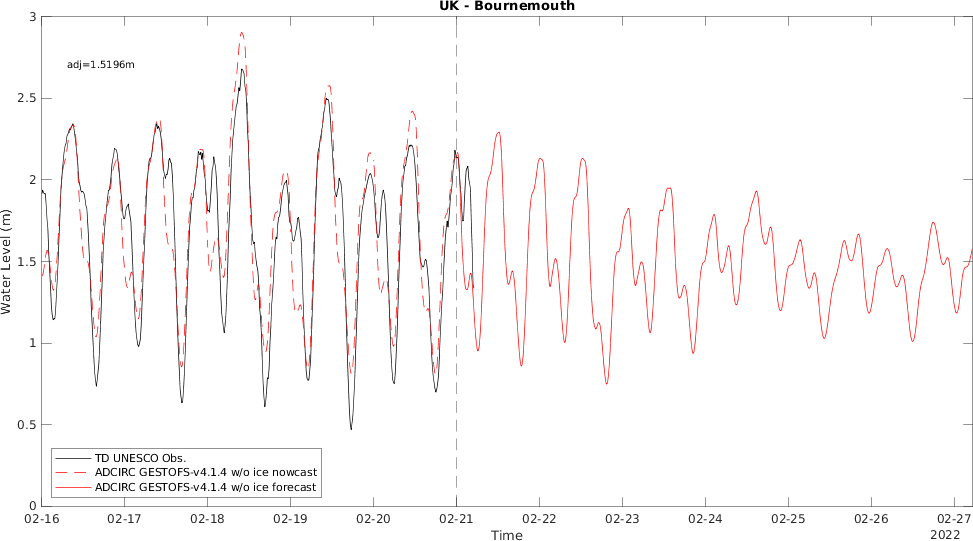 UK - Bournemouth
adj=1.5196m
3
2.5
2
1.5
1
0.5
0
Water Level (m)
TD UNESCO Obs.
ADCIRC GESTOFS-v4.1.4 w/o ice nowcast
ADCIRC GESTOFS-v4.1.4 w/o ice forecast
02-16 02-17 02-18 02-19 02-20 02-21 02-22 02-23 02-24 02-25 02-26 02-27
Time
2022